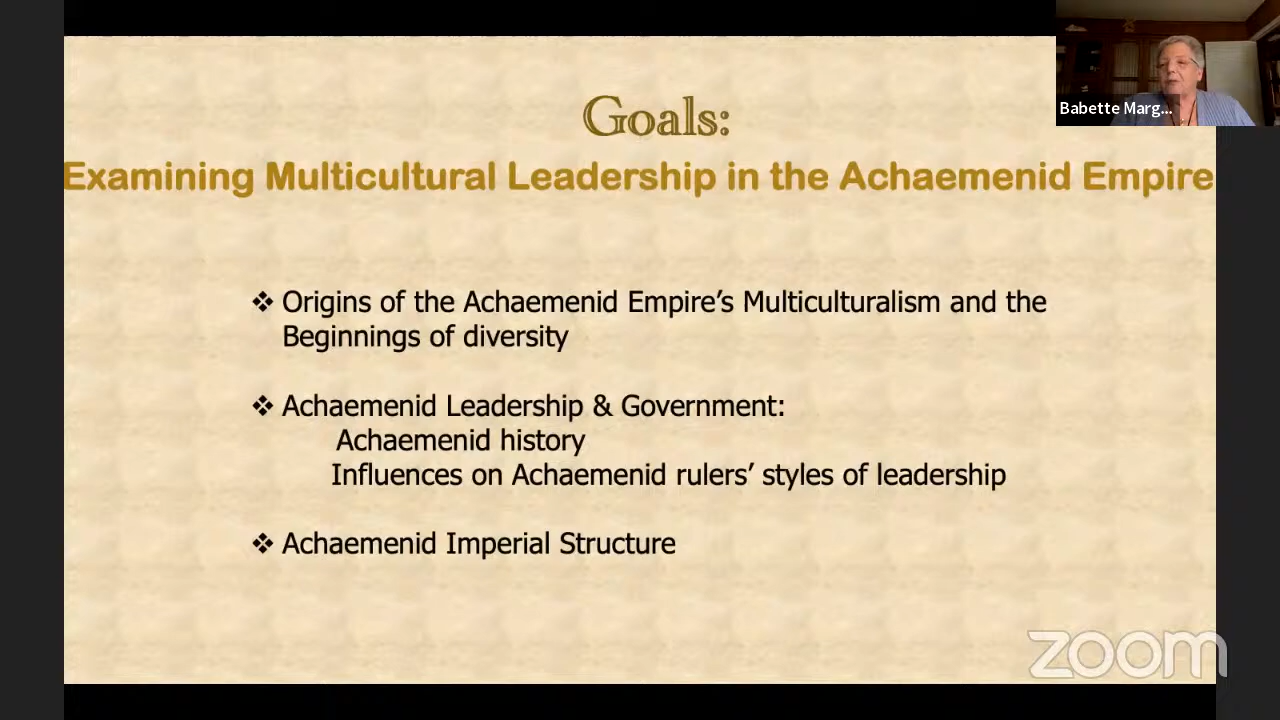 Babette Marg...
Goals:
Examining Multicultural Leadership in the Achaemenid Empire
❖ Origins of the Achaemenid Empire’s Multiculturalism and the
Beginnings of diversity
❖ Achaemenid Leadership & Government:
Achaemenid history
Influences on Achaemenid rulers’ styles of leadership
❖ Achaemenid Imperial Structure
zoom